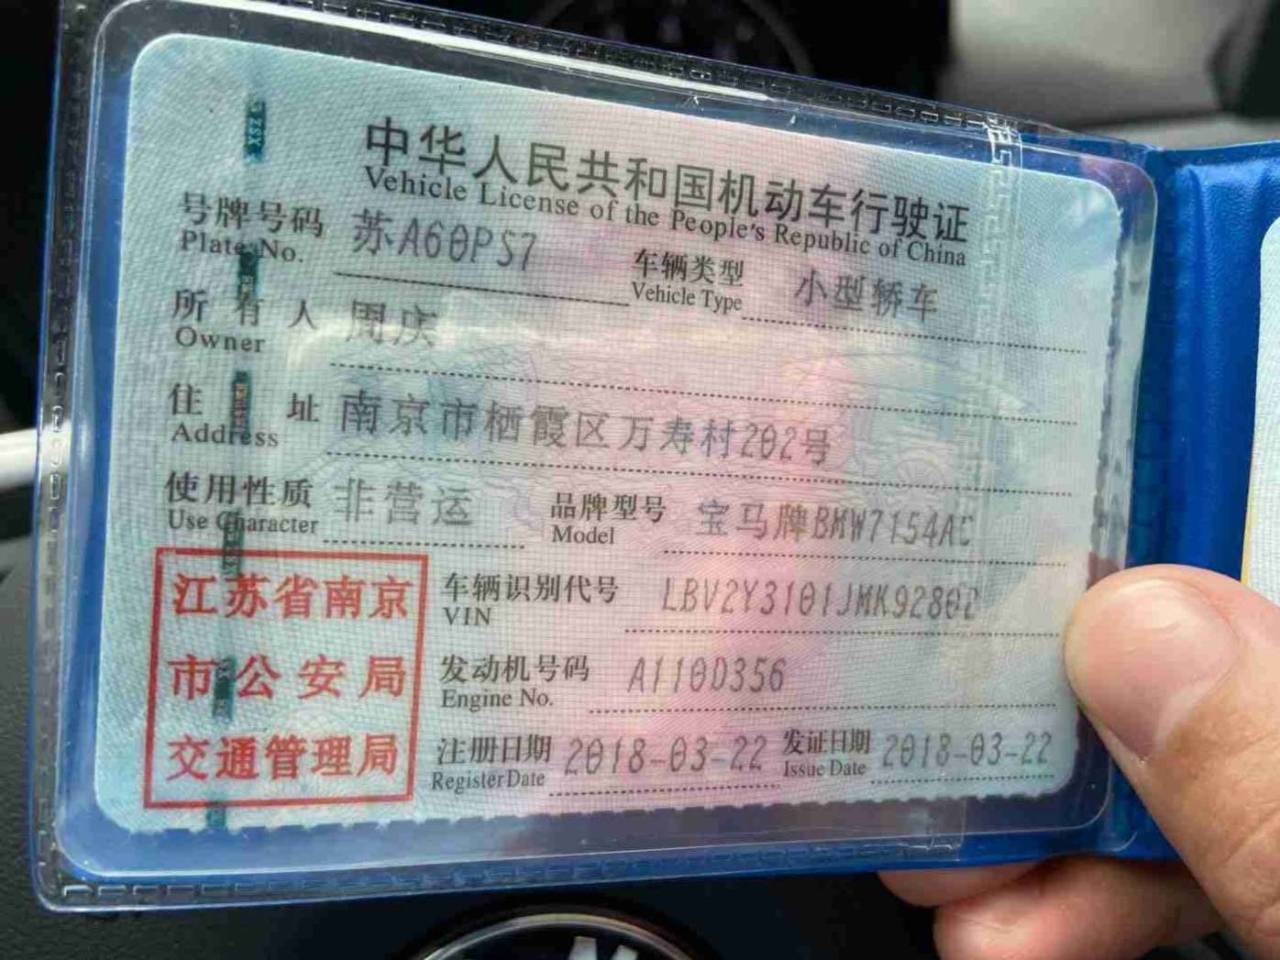 中华人民共和国机动车行驶证
Vehicle License of the People's Republic of China
号牌号码 苏A60PS7 车辆类型 小型轿车
Plate No. Vehicle Type
所有人 周庆
Owner
住址 南京市栖霞区万寿村202号
Address
使用性质 非营运 品牌型号 宝马牌BMW7154AE
Use Character Model
江苏省南京
市公安局
交通管理局
车辆识别代号 LBV2Y3101JMK92802
VIN
发动机号码 A1100356
Engine No.
注册日期 2018-03-22 发证日期 2018-03-22
Register Date Issue Date